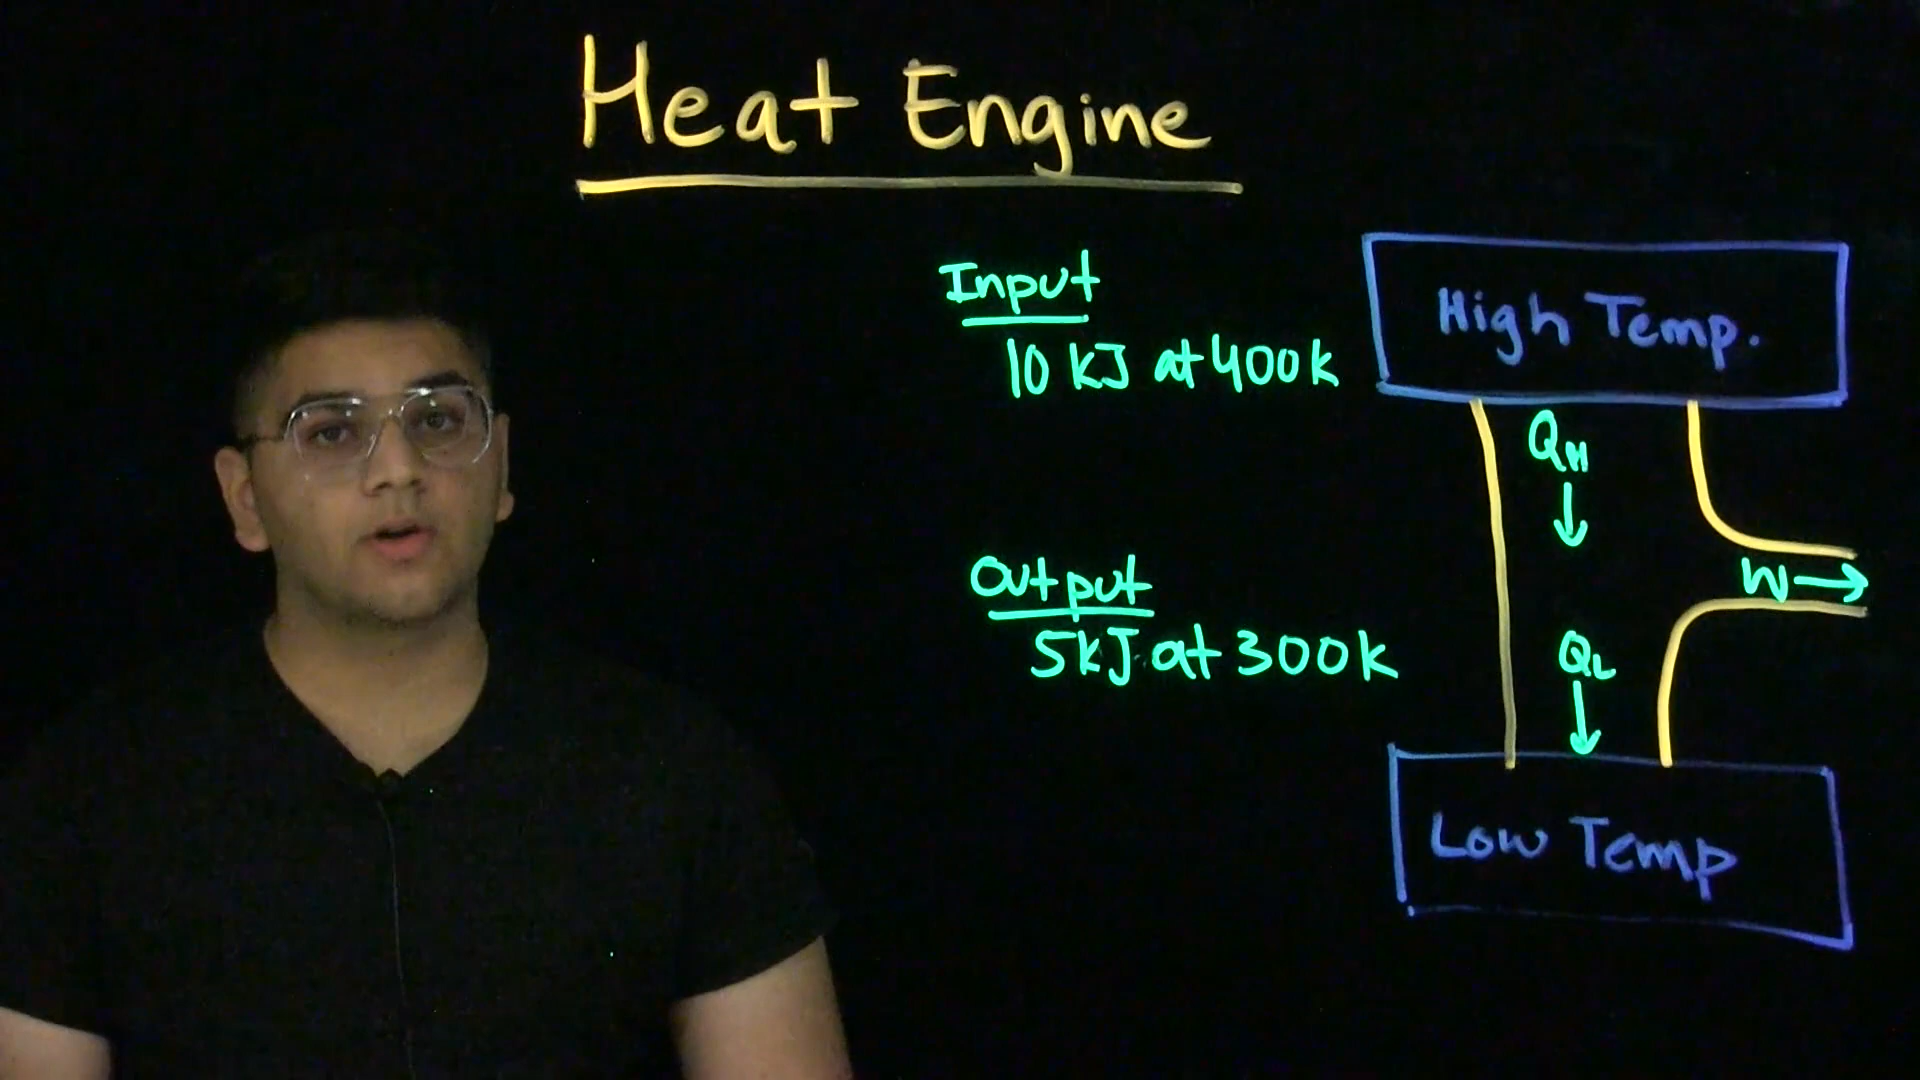 Heat Engine
Input
10 kJ at 400k
High Temp.
QH
W
Output
5kJ at 300k
QL
Low Temp